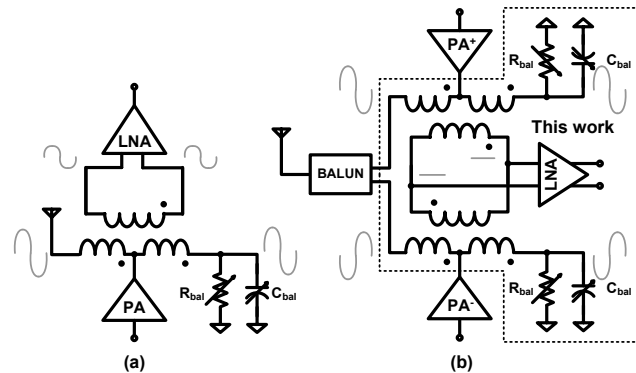 LNA
PA
Rbal
Cbal
(a)
PA+
Rbal
Cbal
This work
BALUN
LNA
PA-
Rbal
Cbal
(b)